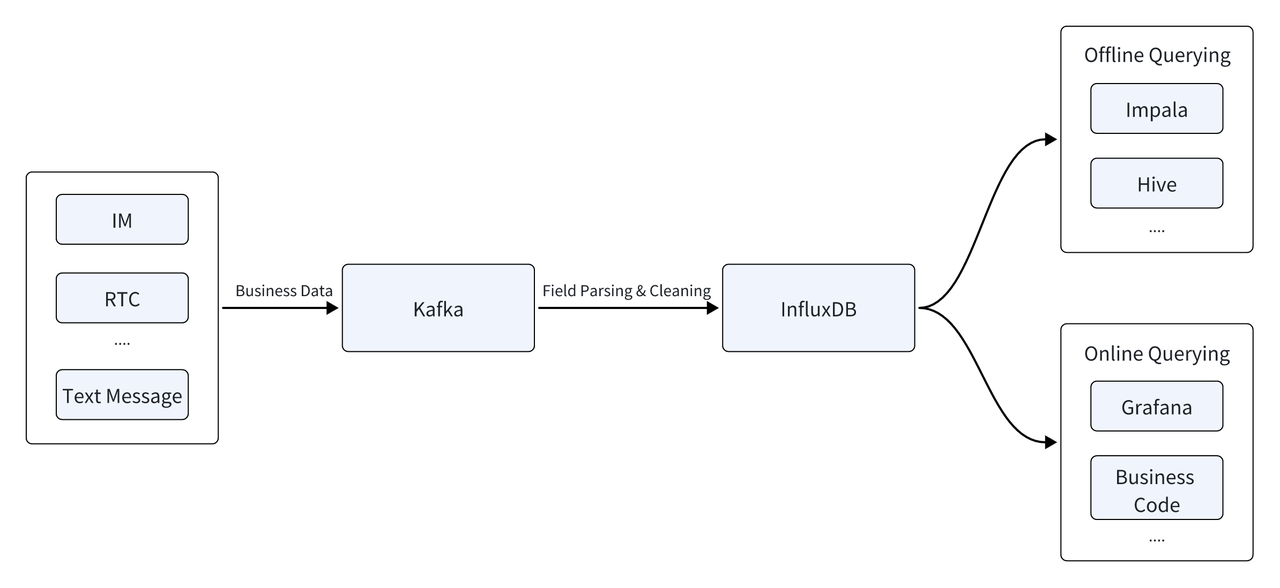 IM
RTC
....
Text Message
Business Data
Kafka
Field Parsing & Cleaning
InfluxDB
Offline Querying
Impala
Hive
....
Online Querying
Grafana
Business
Code
....